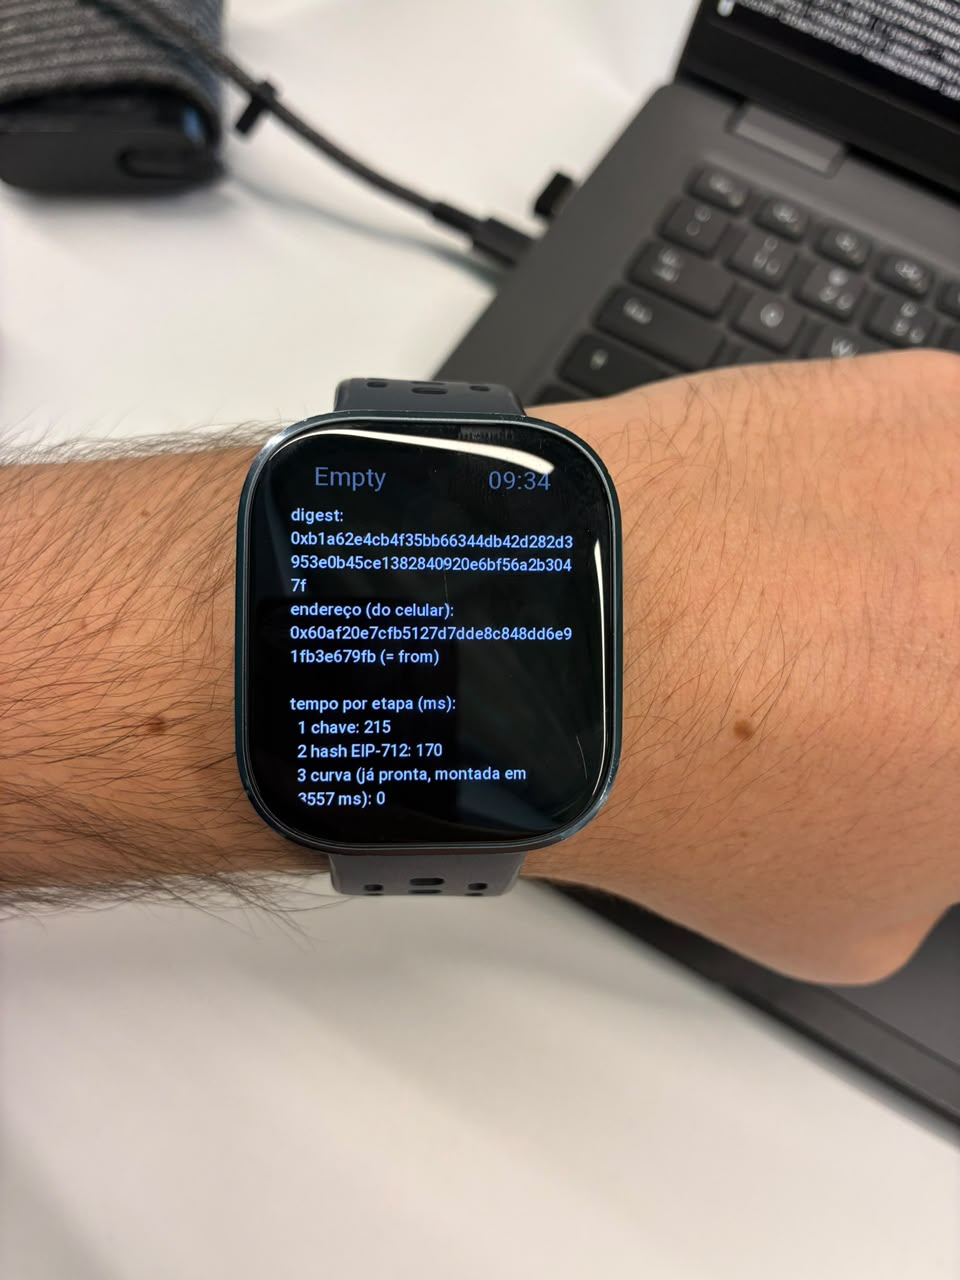 Empty
09:34
digest:
0xb1a62e4cb4f35bb66344db42d282d3
953e0b45ce1382840920e6bf56a2b304
7f
endereço (do celular):
0x60af20e7cfb5127d7dde8c848dd6e9
1fb3e679fb (= from)
tempo por etapa (ms):
1 chave: 215
2 hash EIP-712: 170
3 curva (já pronta, montada em
3557 ms): 0